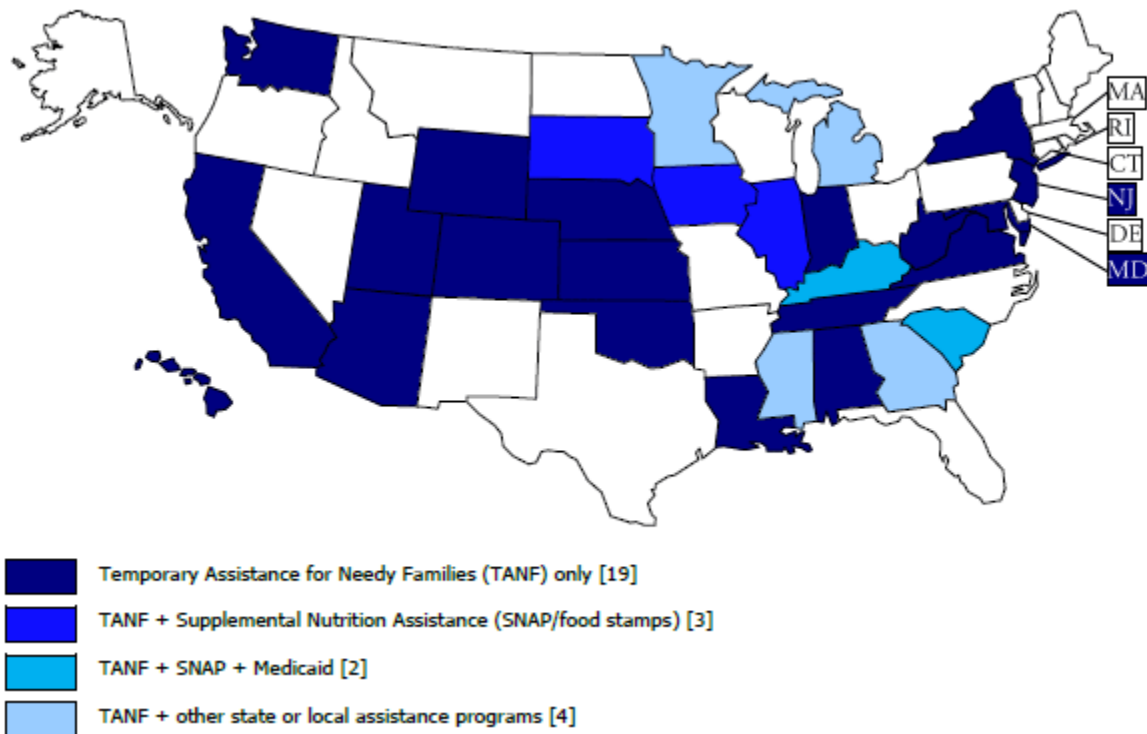 MA
RI
CT
NJ
DE
MD
Temporary Assistance for Needy Families (TANF) only [19]
TANF + Supplemental Nutrition Assistance (SNAP/food stamps) [3]
TANF + SNAP + Medicaid [2]
TANF + other state or local assistance programs [4]